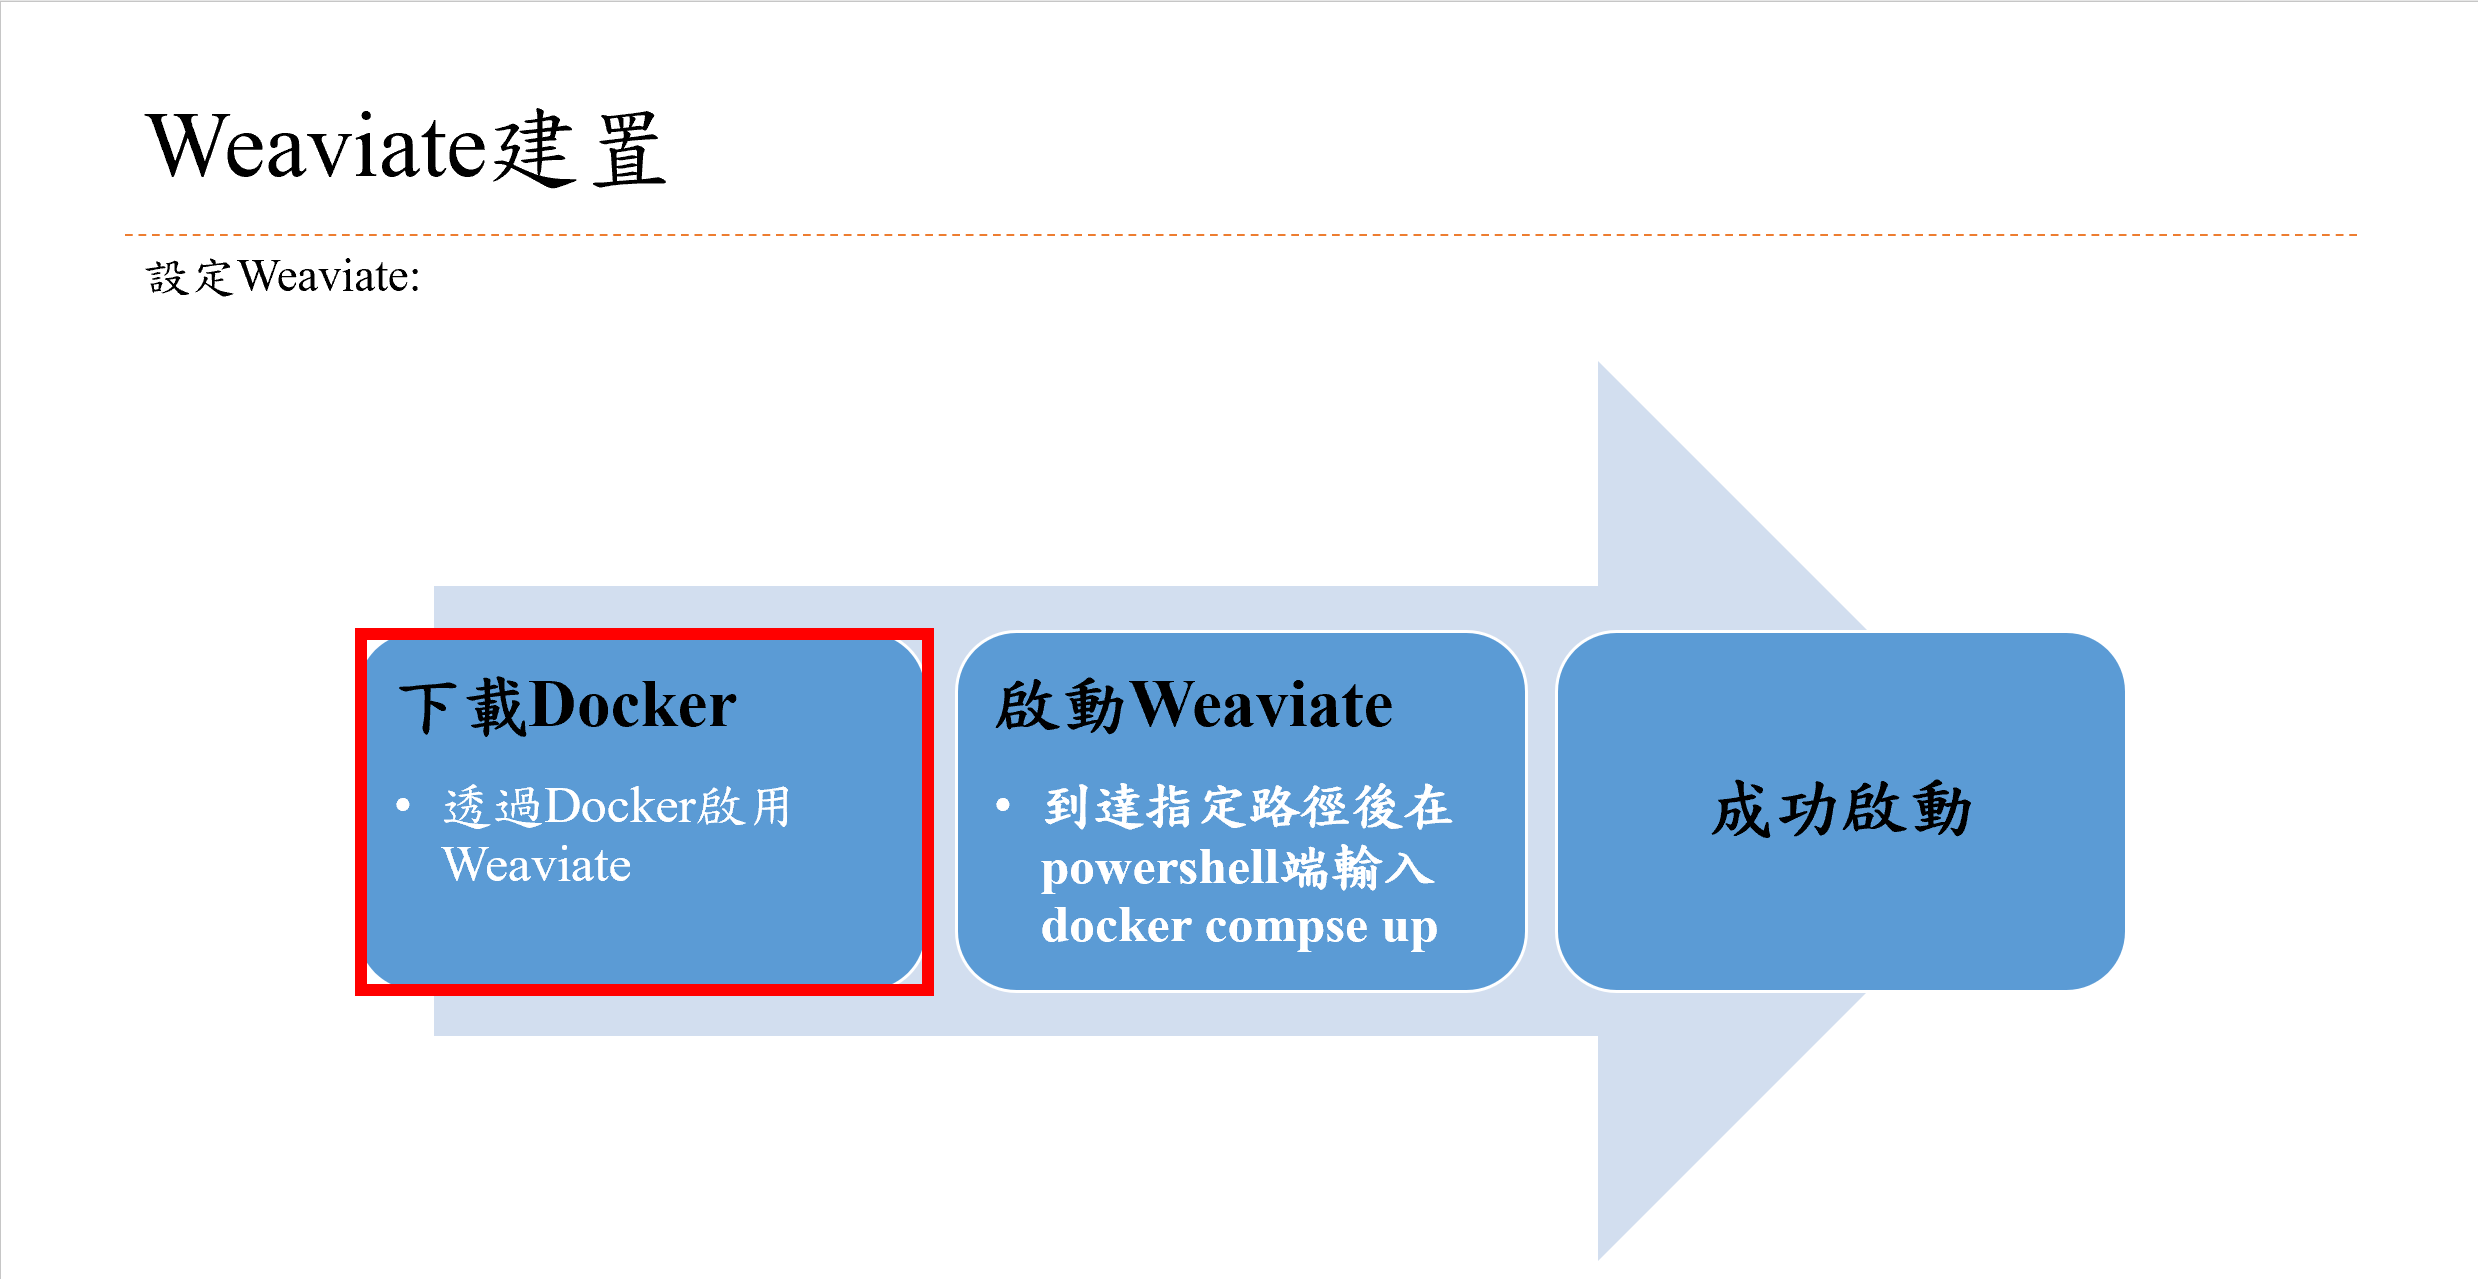 Weaviate建置
設定Weaviate:
下載Docker
• 透過Docker啟用
Weaviate
啟動Weaviate
• 到達指定路徑後在
powershell端輸入
docker compse up
成功啟動